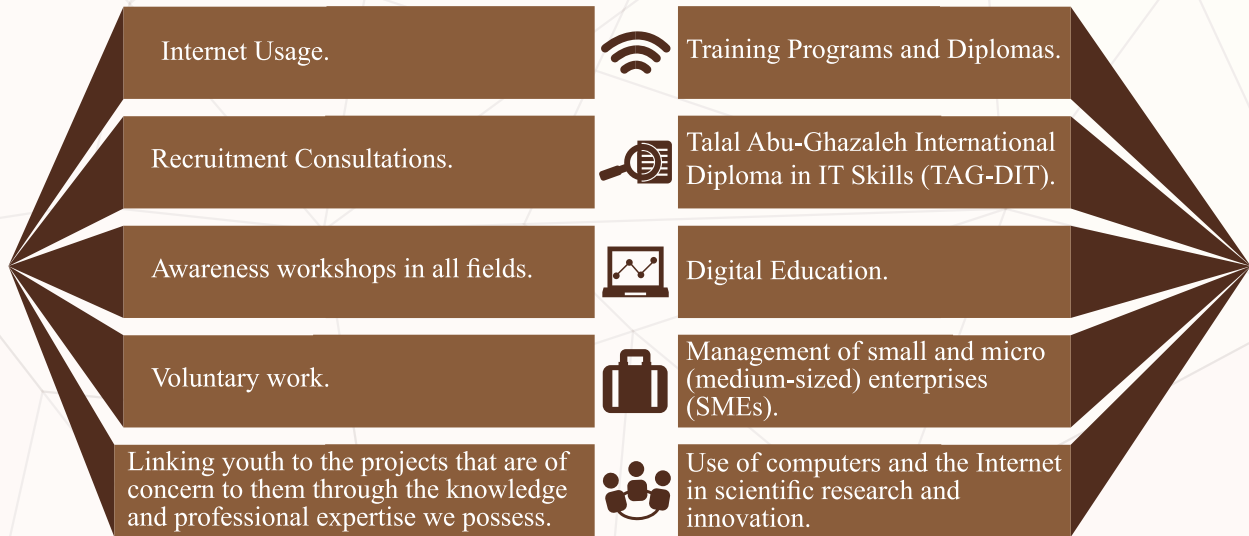 Internet Usage.
Training Programs and Diplomas.
Recruitment Consultations.
Talal Abu-Ghazaleh International
Diploma in IT Skills (TAG-DIT).
Awareness workshops in all fields.
Digital Education.
Voluntary work.
Management of small and micro
(medium-sized) enterprises
(SMEs).
Linking youth to the projects that are of
concern to them through the knowledge
and professional expertise we possess.
Use of computers and the Internet
in scientific research and
innovation.